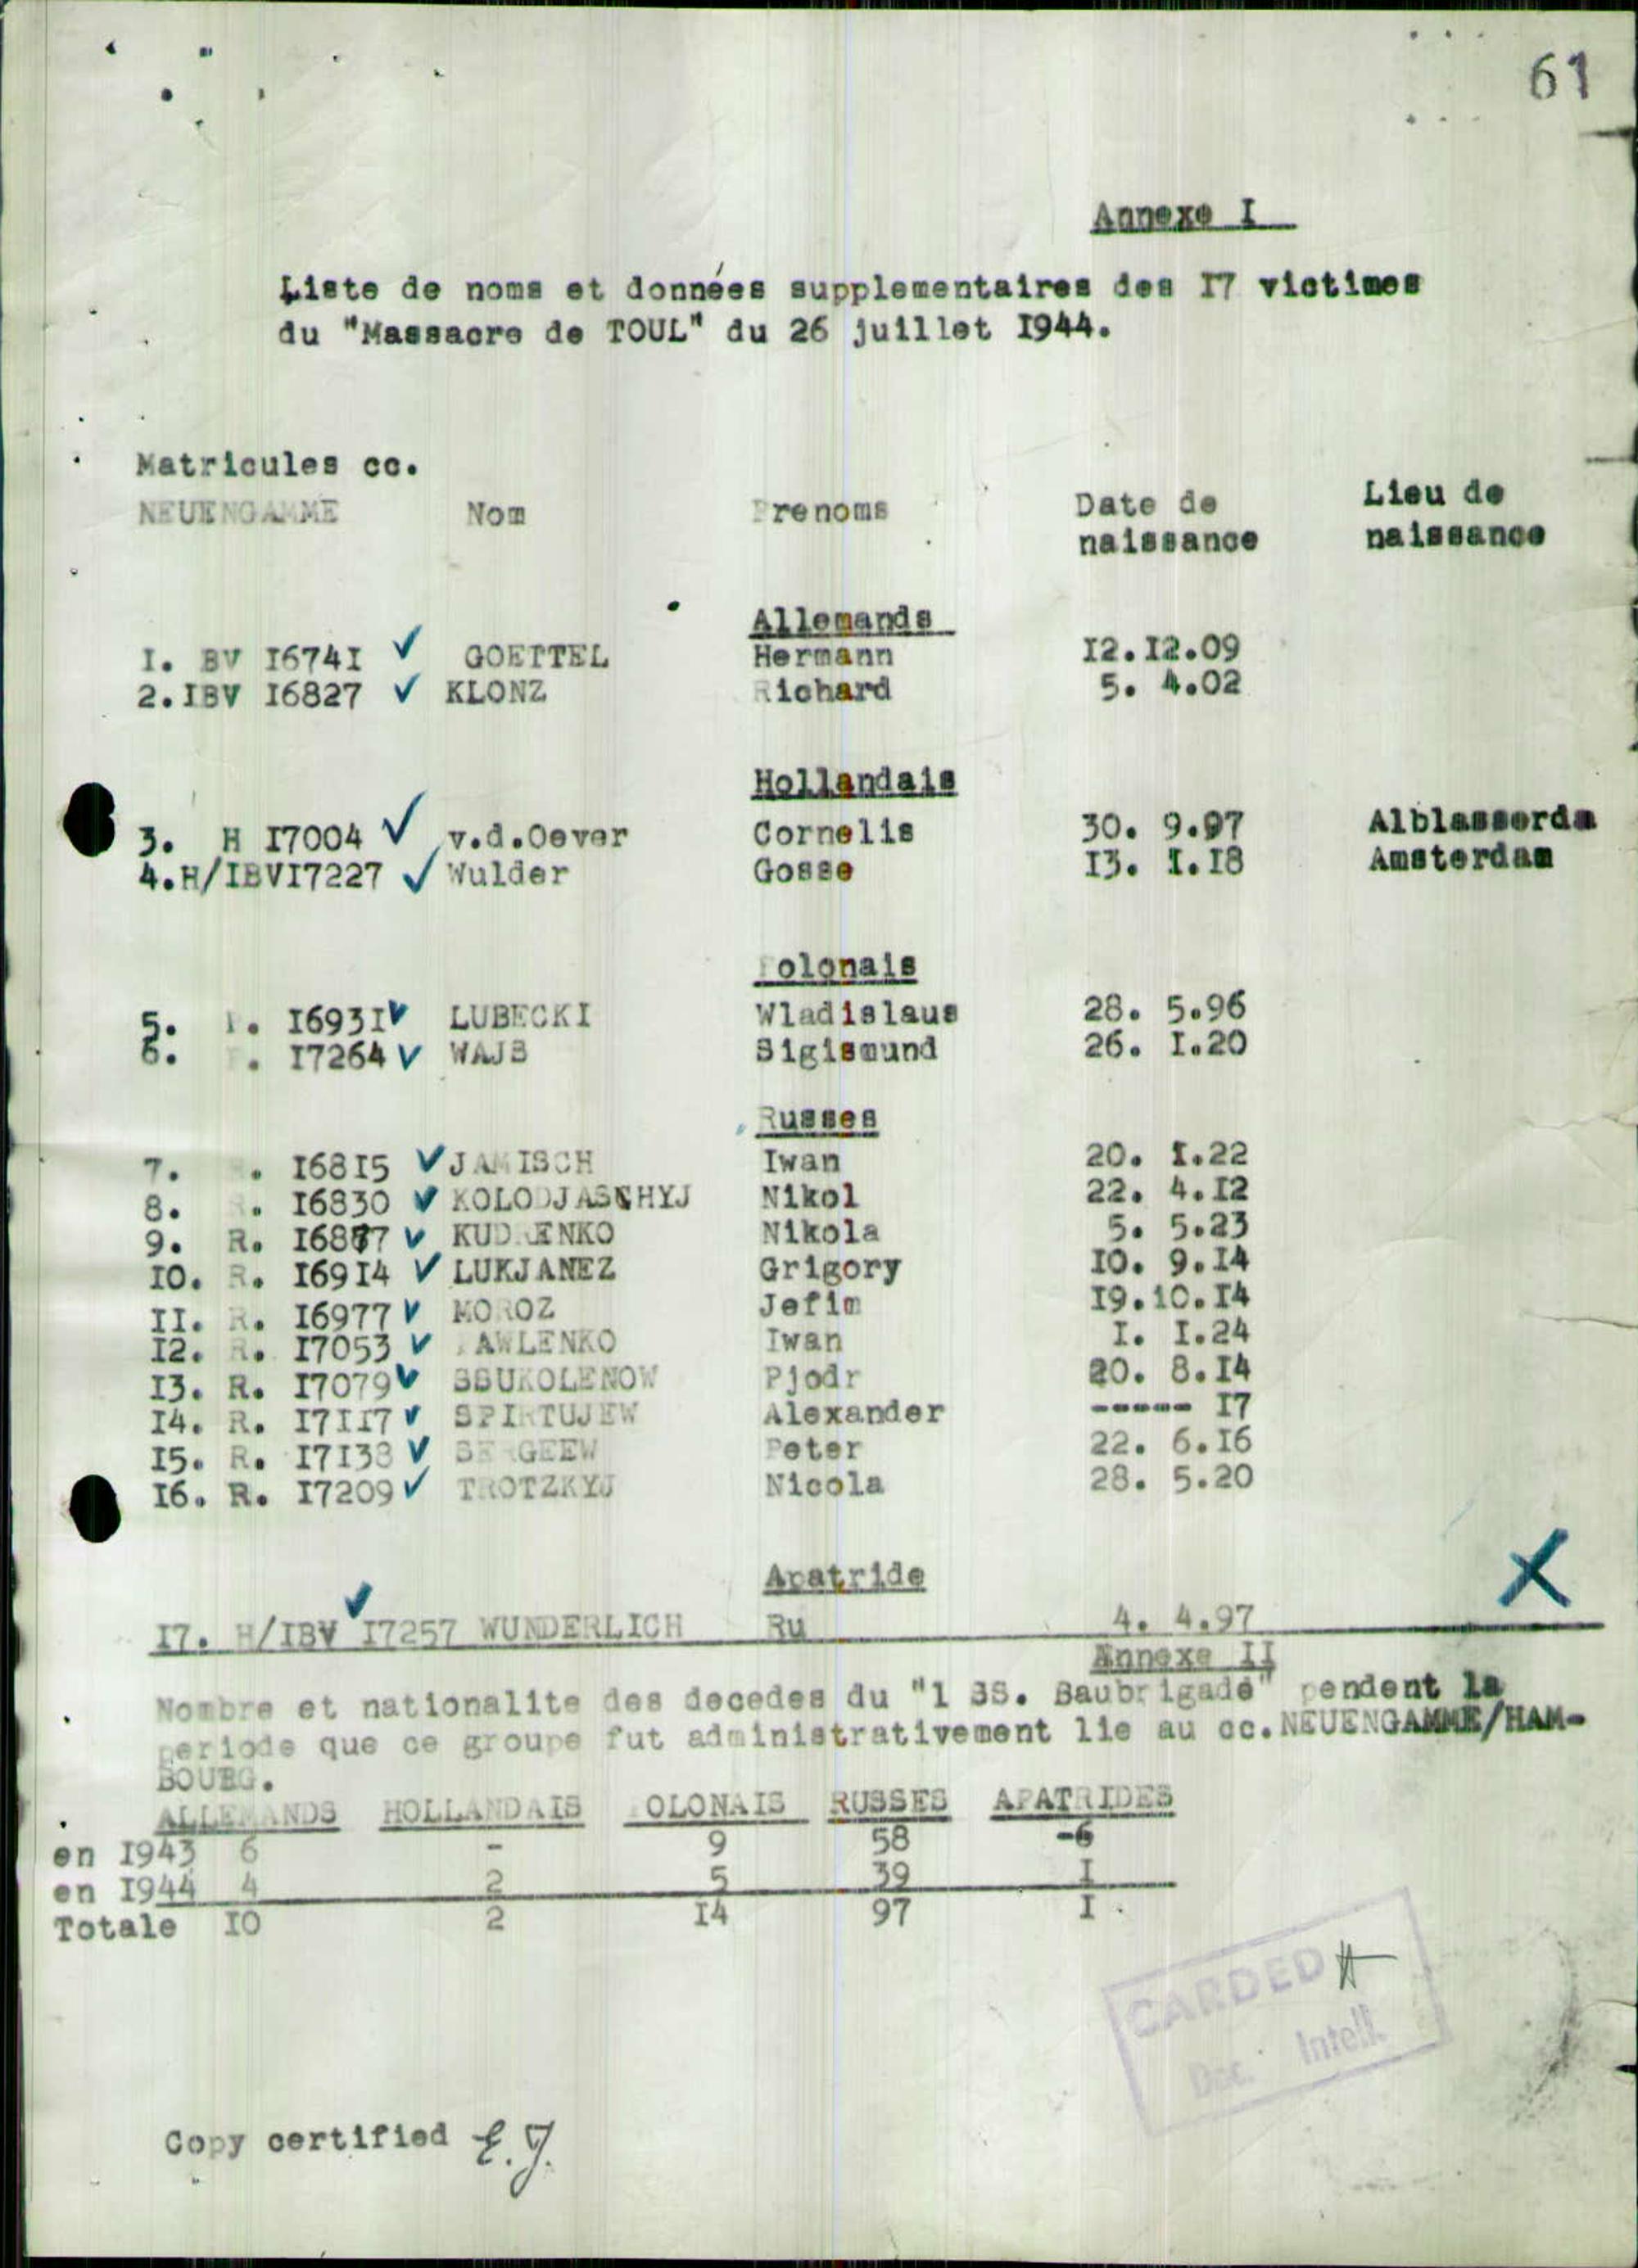 61
Annexe I
Liste de noms et données supplementaires des I7 victimes
du "Massacre de TOUL" du 26 juillet I944.
Matricules cc.
NEUENGAMME Nom Prenoms Date de naissance Lieu de naissance
Allemands
I. BV I674I ✓ GOETTEL Hermann I2.I2.09
2.IBV I6827 ✓ KLONZ Richard 5. 4.02
Hollandais
3. H I7004 ✓ v.d.Oever Cornelis 30. 9.97 Alblasserda
4.H/IBVI7227 ✓ Wulder Gosse I3. I.I8 Amsterdam
Polonais
5. P. I693I ✓ LUBECKI Wladislaus 28. 5.96
6. P. I7264 ✓ WAJS Sigismund 26. I.20
Russes
7. . I68I5 ✓ JAMISCH Iwan 20. I.22
8. R. I6830 ✓ KOLODJASCHYJ Nikol 22. 4.I2
9. R. I6877 ✓ KUDRENKO Nikola 5. 5.23
I0. R. I69I4 ✓ LUKJANEZ Grigory I0. 9.I4
II. R. I6977 ✓ MOROZ Jefim I9.I0.I4
I2. R. I7053 ✓ PAWLENKO Iwan I. I.24
I3. R. I7079 ✓ SSUKOLENOW Pjodr 20. 8.I4
I4. R. I7II7 ✓ SPIRTUJEW Alexander ----- I7
I5. R. I7I38 ✓ SERGEEW Peter 22. 6.I6
I6. R. I7209 ✓ TROTZKYJ Nicola 28. 5.20
Apatride
I7. H/IBV ✓ I7257 WUNDERLICH Ru 4. 4.97
X
Annexe II
Nombre et nationalite des decedes du "1 SS. Baubrigade" pendent la
periode que ce groupe fut administrativement lie au cc.NEUENGAMME/HAM-
BOURG.
ALLEMANDS HOLLANDAIS POLONAIS RUSSES APATRIDES
en I943 6 - 9 58 -6
en I944 4 2 5 39 I
Totale I0 2 I4 97 I
CARDED
Doc. Intell.
Copy certified E.J.